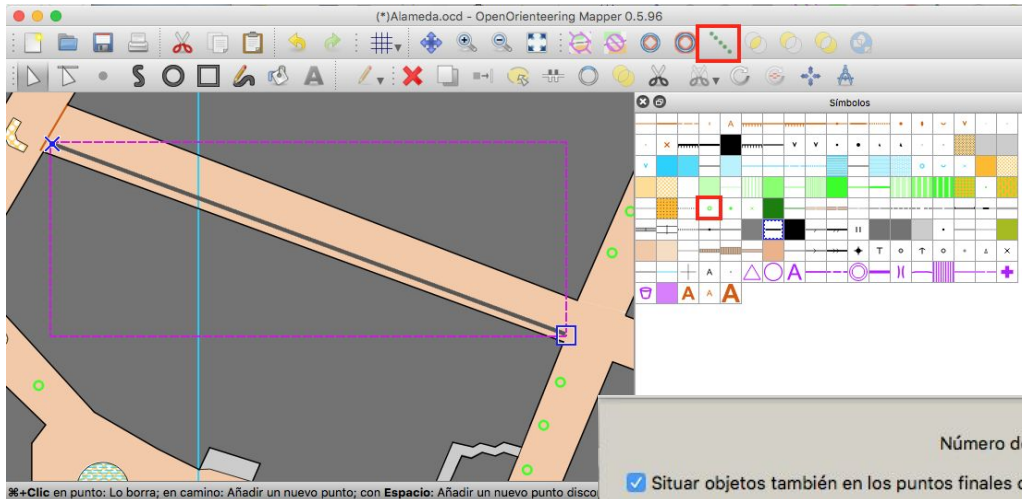 (*)Alameda.ocd - OpenOrienteering Mapper 0.5.96
Símbolos
Número d
Situar objetos también en los puntos finales
⌘+Clic en punto: Lo borra; en camino: Añadir un nuevo punto; con Espacio: Añadir un nuevo punto disco